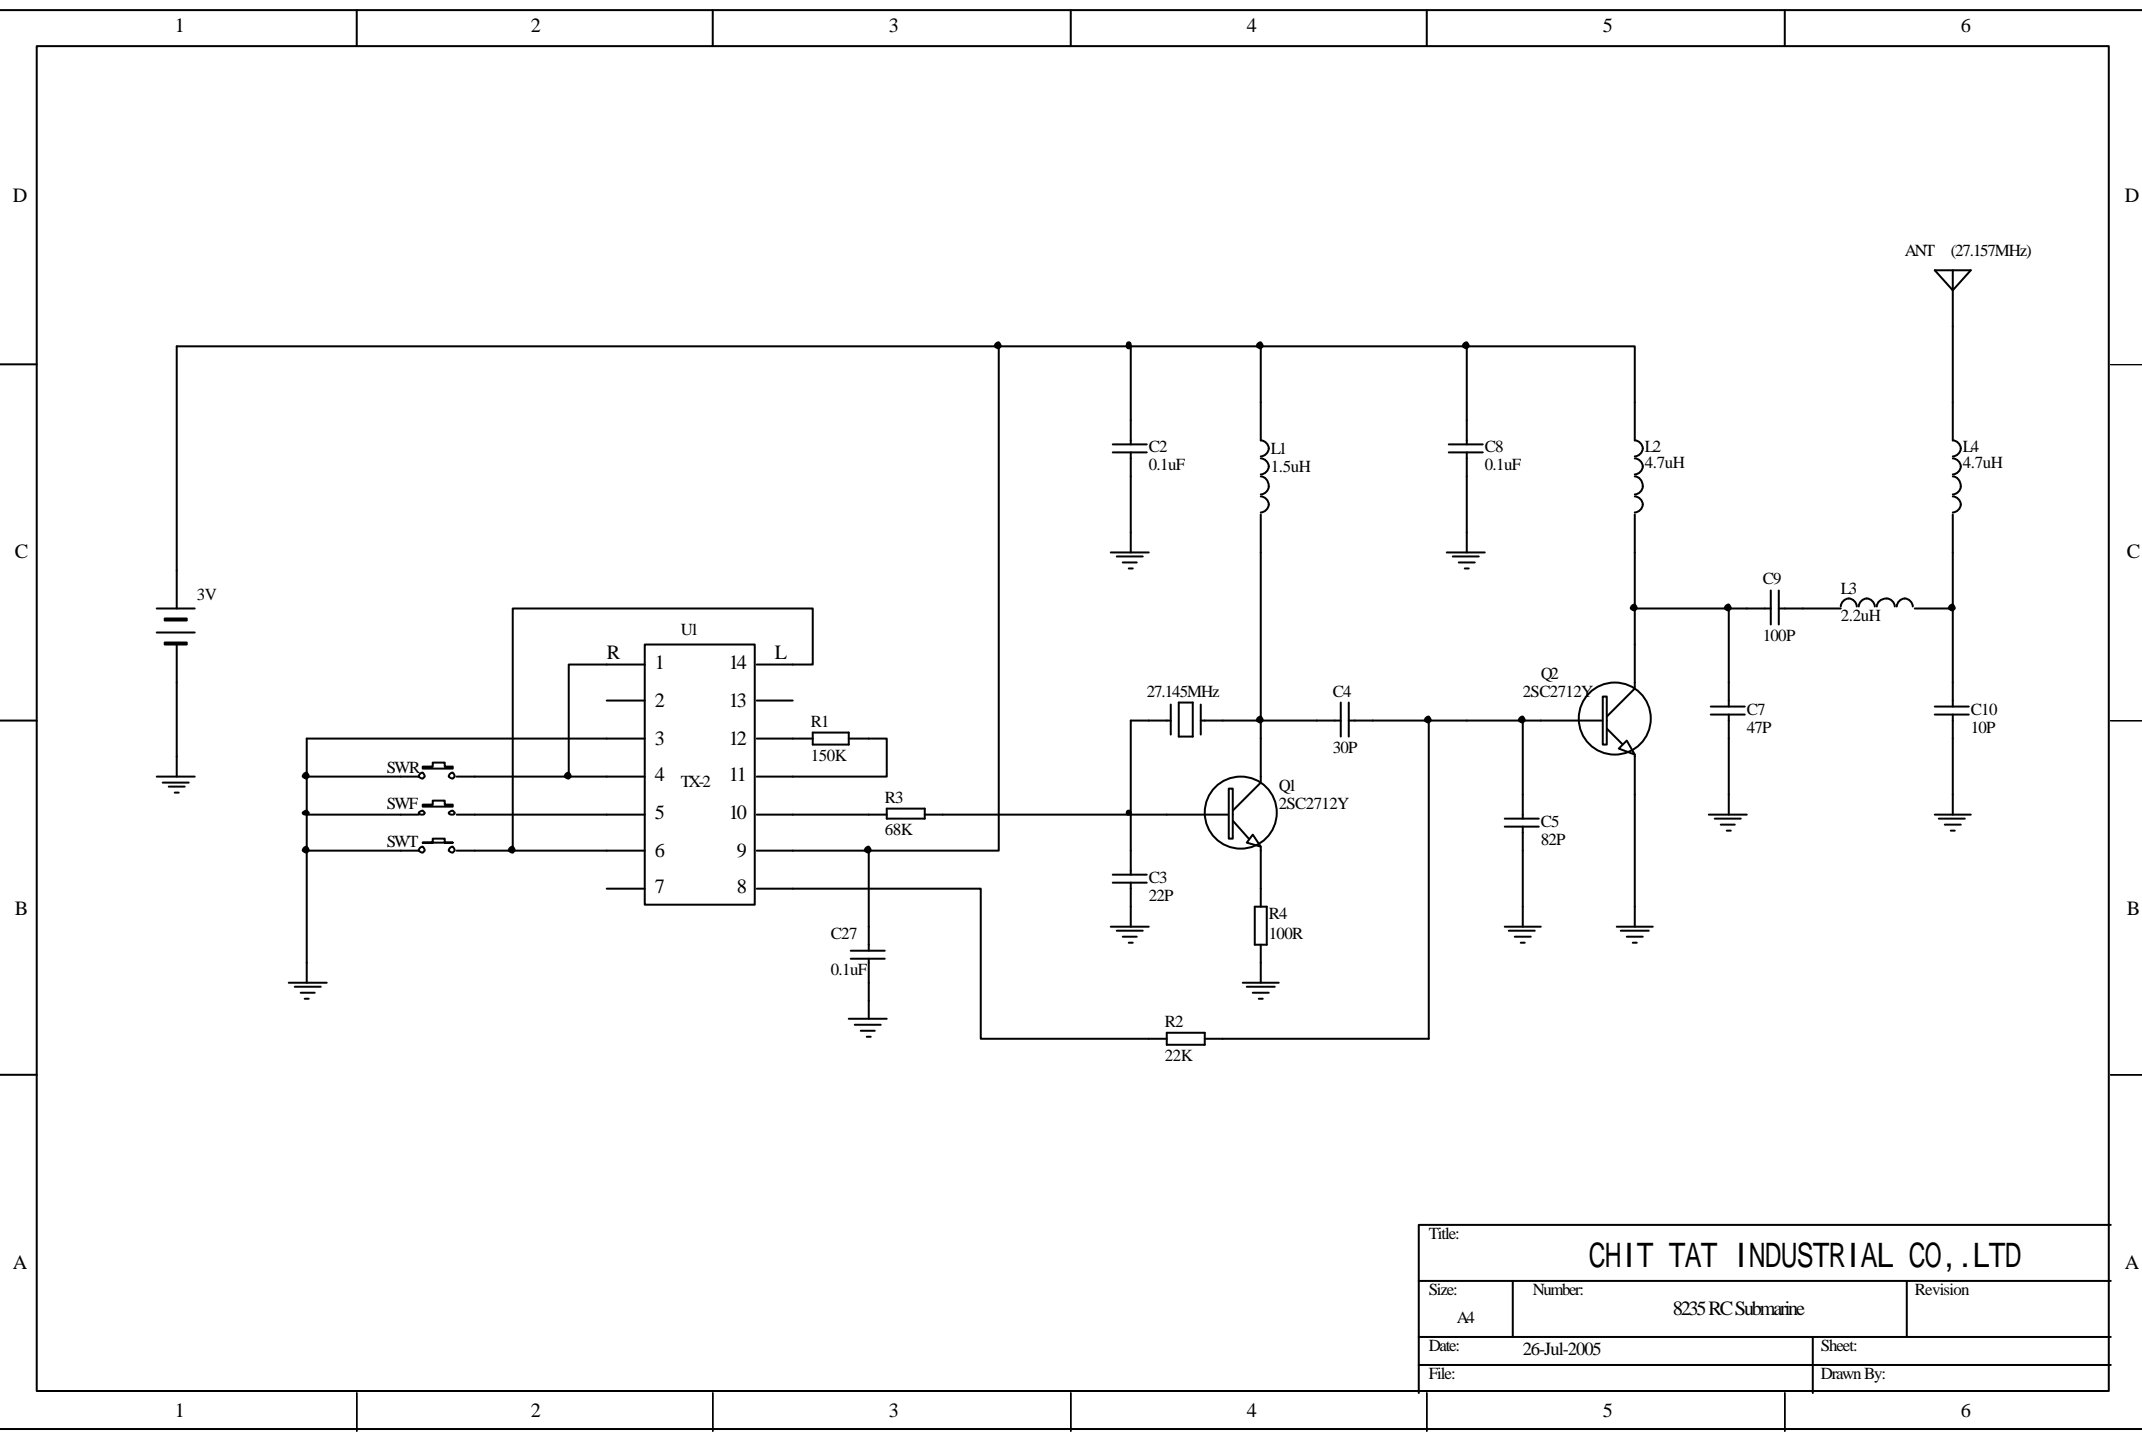 1 2 3 4 5 6
D D
ANT (27.157MHz)
C2
0.1uF
L1
1.5uH
C8
0.1uF
L2
4.7uH
L4
4.7uH
C C
3V
C9
100P
L3
2.2uH
U1
R L
1 14
2 13
3 12
4 11
5 10
6 9
7 8
TX-2
SWR
SWF
SWT
R1
150K
R3
68K
27.145MHz
C4
30P
Q2
2SC2712Y
C7
47P
C10
10P
Q1
2SC2712Y
C5
82P
C3
22P
R4
100R
B B
C27
0.1uF
R2
22K
A A
Title:
CHIT TAT INDUSTRIAL CO,.LTD
Size:
A4
Number:
8235 RC Submarine
Revision
Date: 26-Jul-2005
Sheet:
File:
Drawn By:
1 2 3 4 5 6